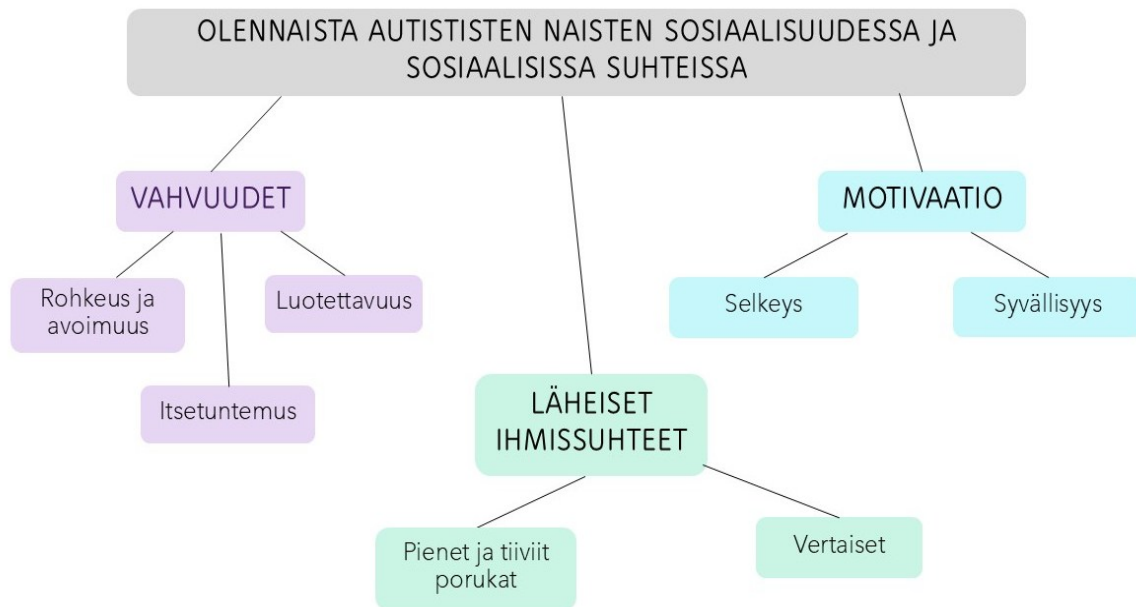 OLENNAISTA AUTISTISTEN NAISTEN SOSIAALISUUDESSA JA
SOSIAALISISSA SUHTEISSA
VAHVUUDET
Rohkeus ja
avoimuus
Itsetuntemus
Luotettavuus
LÄHEISET
IHMISSUHTEET
Pienet ja tiiviit
porukat
Vertaiset
MOTIVAATIO
Selkeys
Syvällisyys